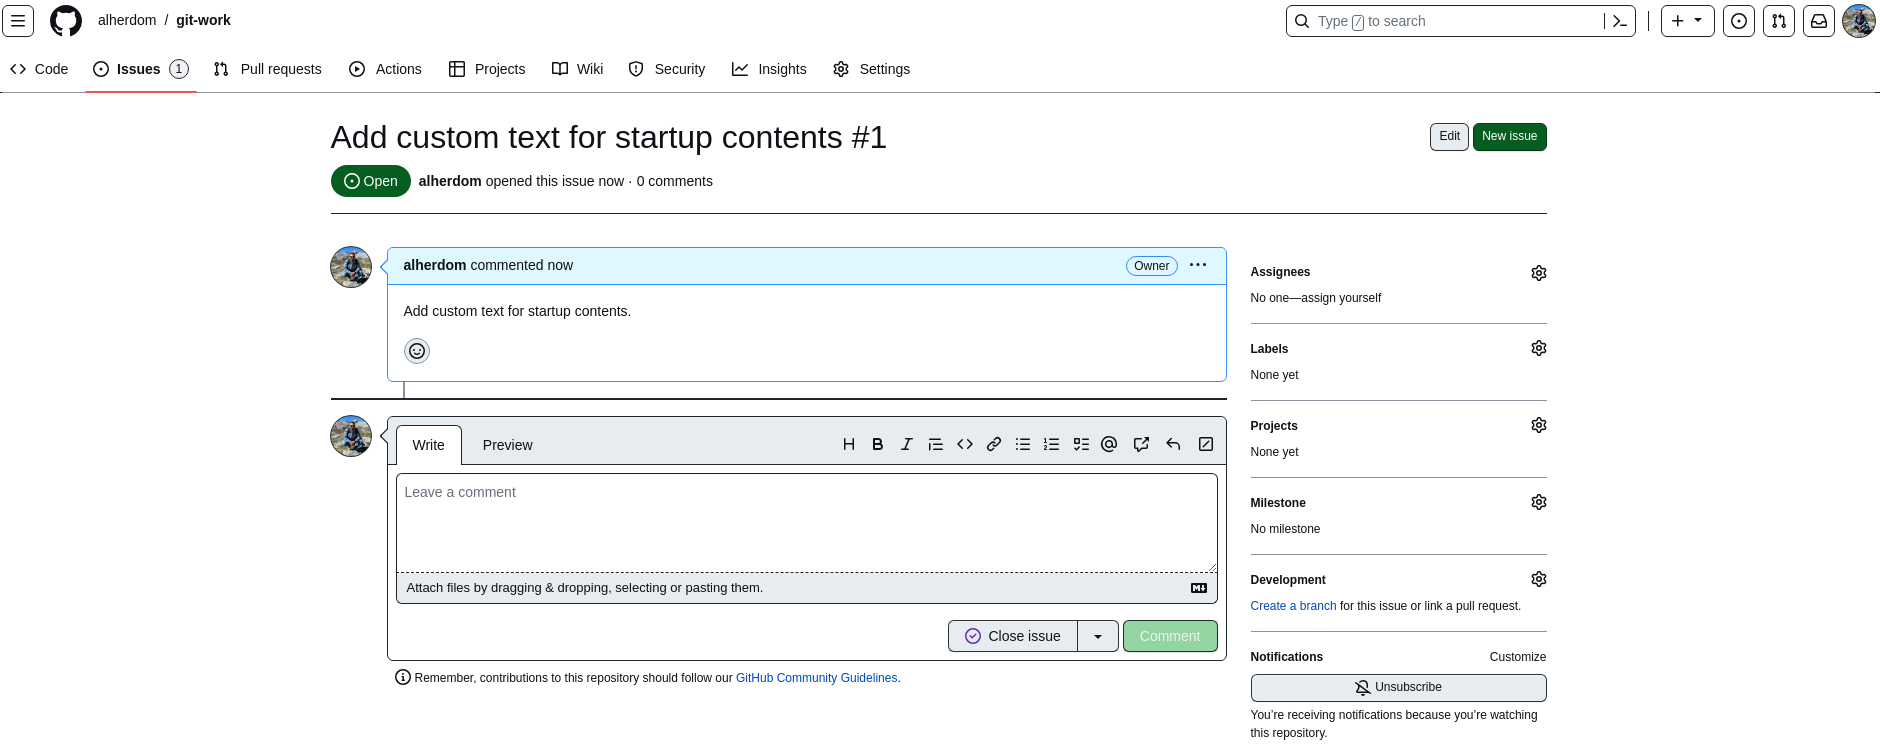 alherdom / git-work
Type / to search
Code
Issues 1
Pull requests
Actions
Projects
Wiki
Security
Insights
Settings
Add custom text for startup contents #1
Edit
New issue
Open
alherdom opened this issue now · 0 comments
alherdom commented now
Owner
Add custom text for startup contents.
Write
Preview
Leave a comment
Attach files by dragging & dropping, selecting or pasting them.
Close issue
Comment
Remember, contributions to this repository should follow our GitHub Community Guidelines.
Assignees
No one—assign yourself
Labels
None yet
Projects
None yet
Milestone
No milestone
Development
Create a branch for this issue or link a pull request.
Notifications
Customize
Unsubscribe
You’re receiving notifications because you’re watching
this repository.